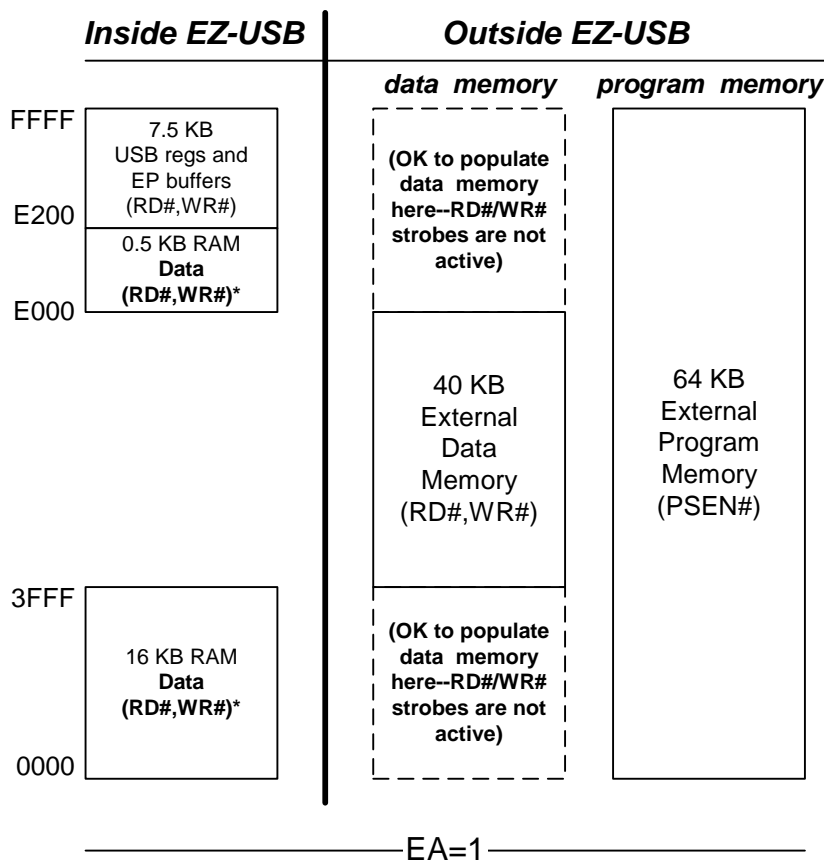 Inside EZ-USB
Outside EZ-USB
data memory
program memory
FFFF
7.5 KB
USB regs and
EP buffers
(RD#,WR#)
E200
0.5 KB RAM
Data
(RD#,WR#)*
E000
(OK to populate
data memory
here--RD#/WR#
strobes are not
active)
40 KB
External
Data
Memory
(RD#,WR#)
64 KB
External
Program
Memory
(PSEN#)
3FFF
16 KB RAM
Data
(RD#,WR#)*
0000
(OK to populate
data memory
here--RD#/WR#
strobes are not
active)
EA=1